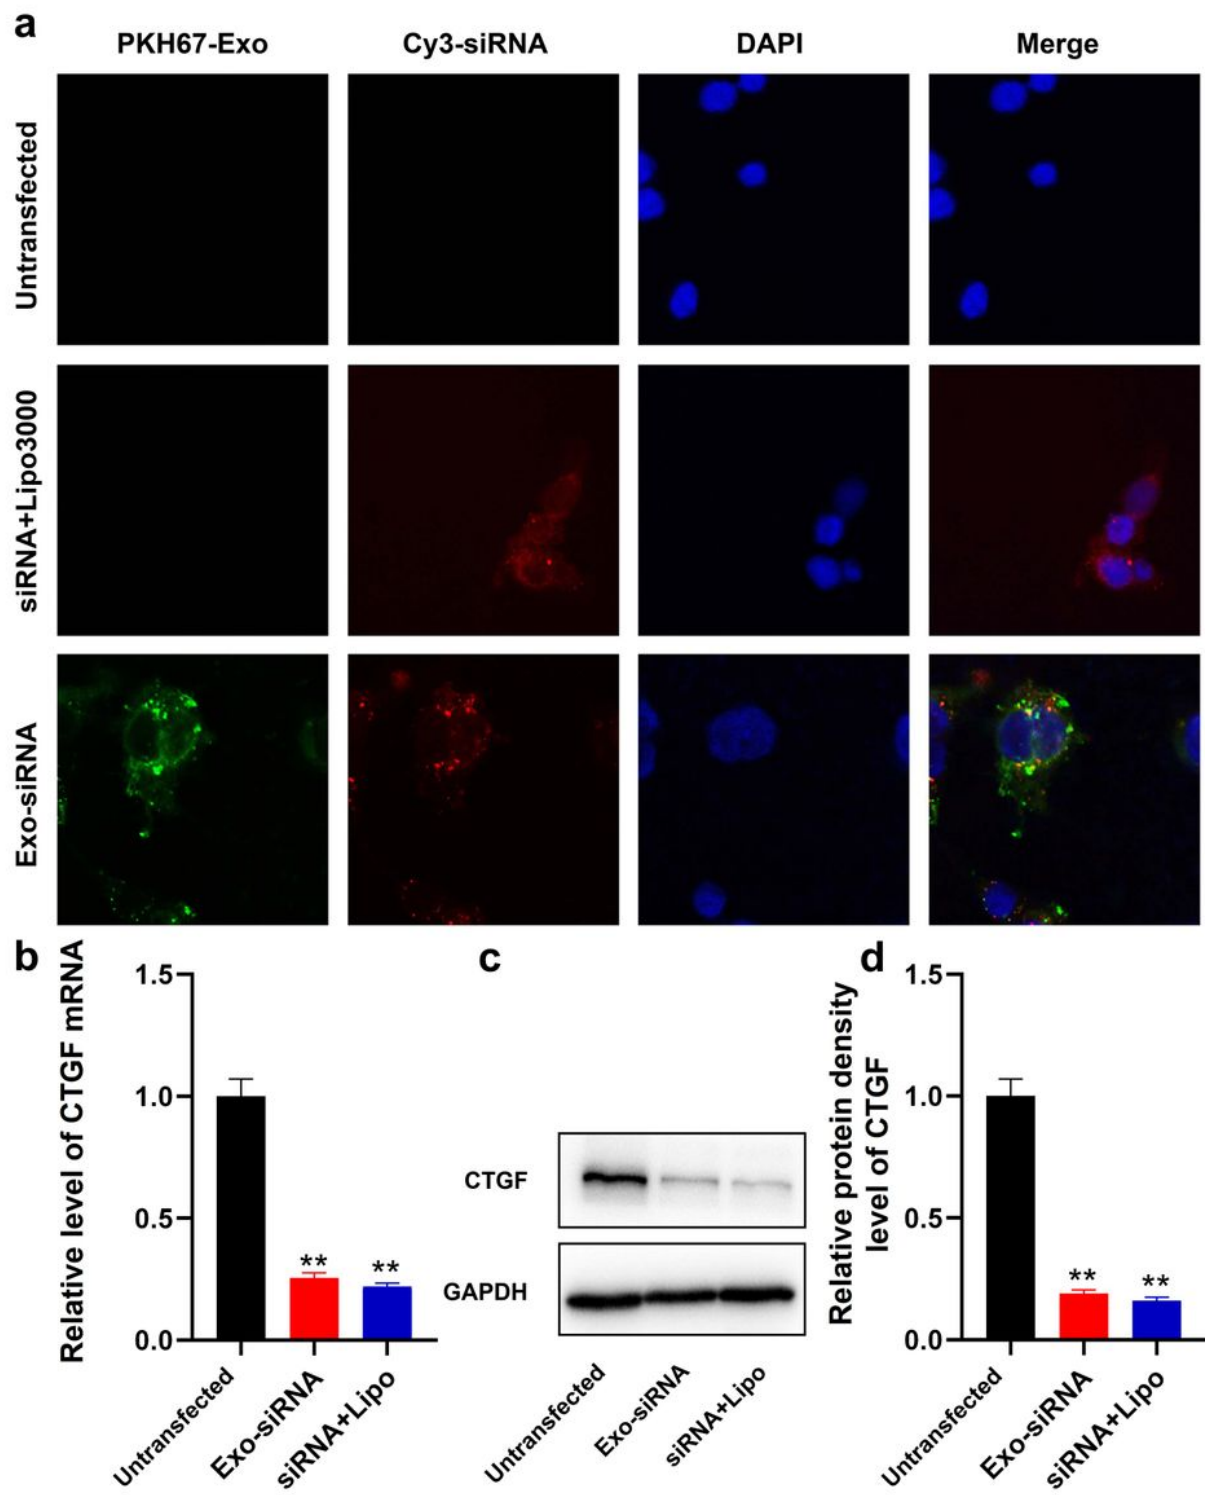 a
PKH67-Exo Cy3-siRNA DAPI Merge
Untransfected
siRNA+Lipo3000
Exo-siRNA
b
Relative level of CTGF mRNA
1.5
1.0
0.5
0.0
** **
Untransfected
Exo-siRNA
siRNA+Lipo
c
CTGF
GAPDH
Untransfected
Exo-siRNA
siRNA+Lipo
d
Relative protein density
level of CTGF
1.5
1.0
0.5
0.0
** **
Untransfected
Exo-siRNA
siRNA+Lipo